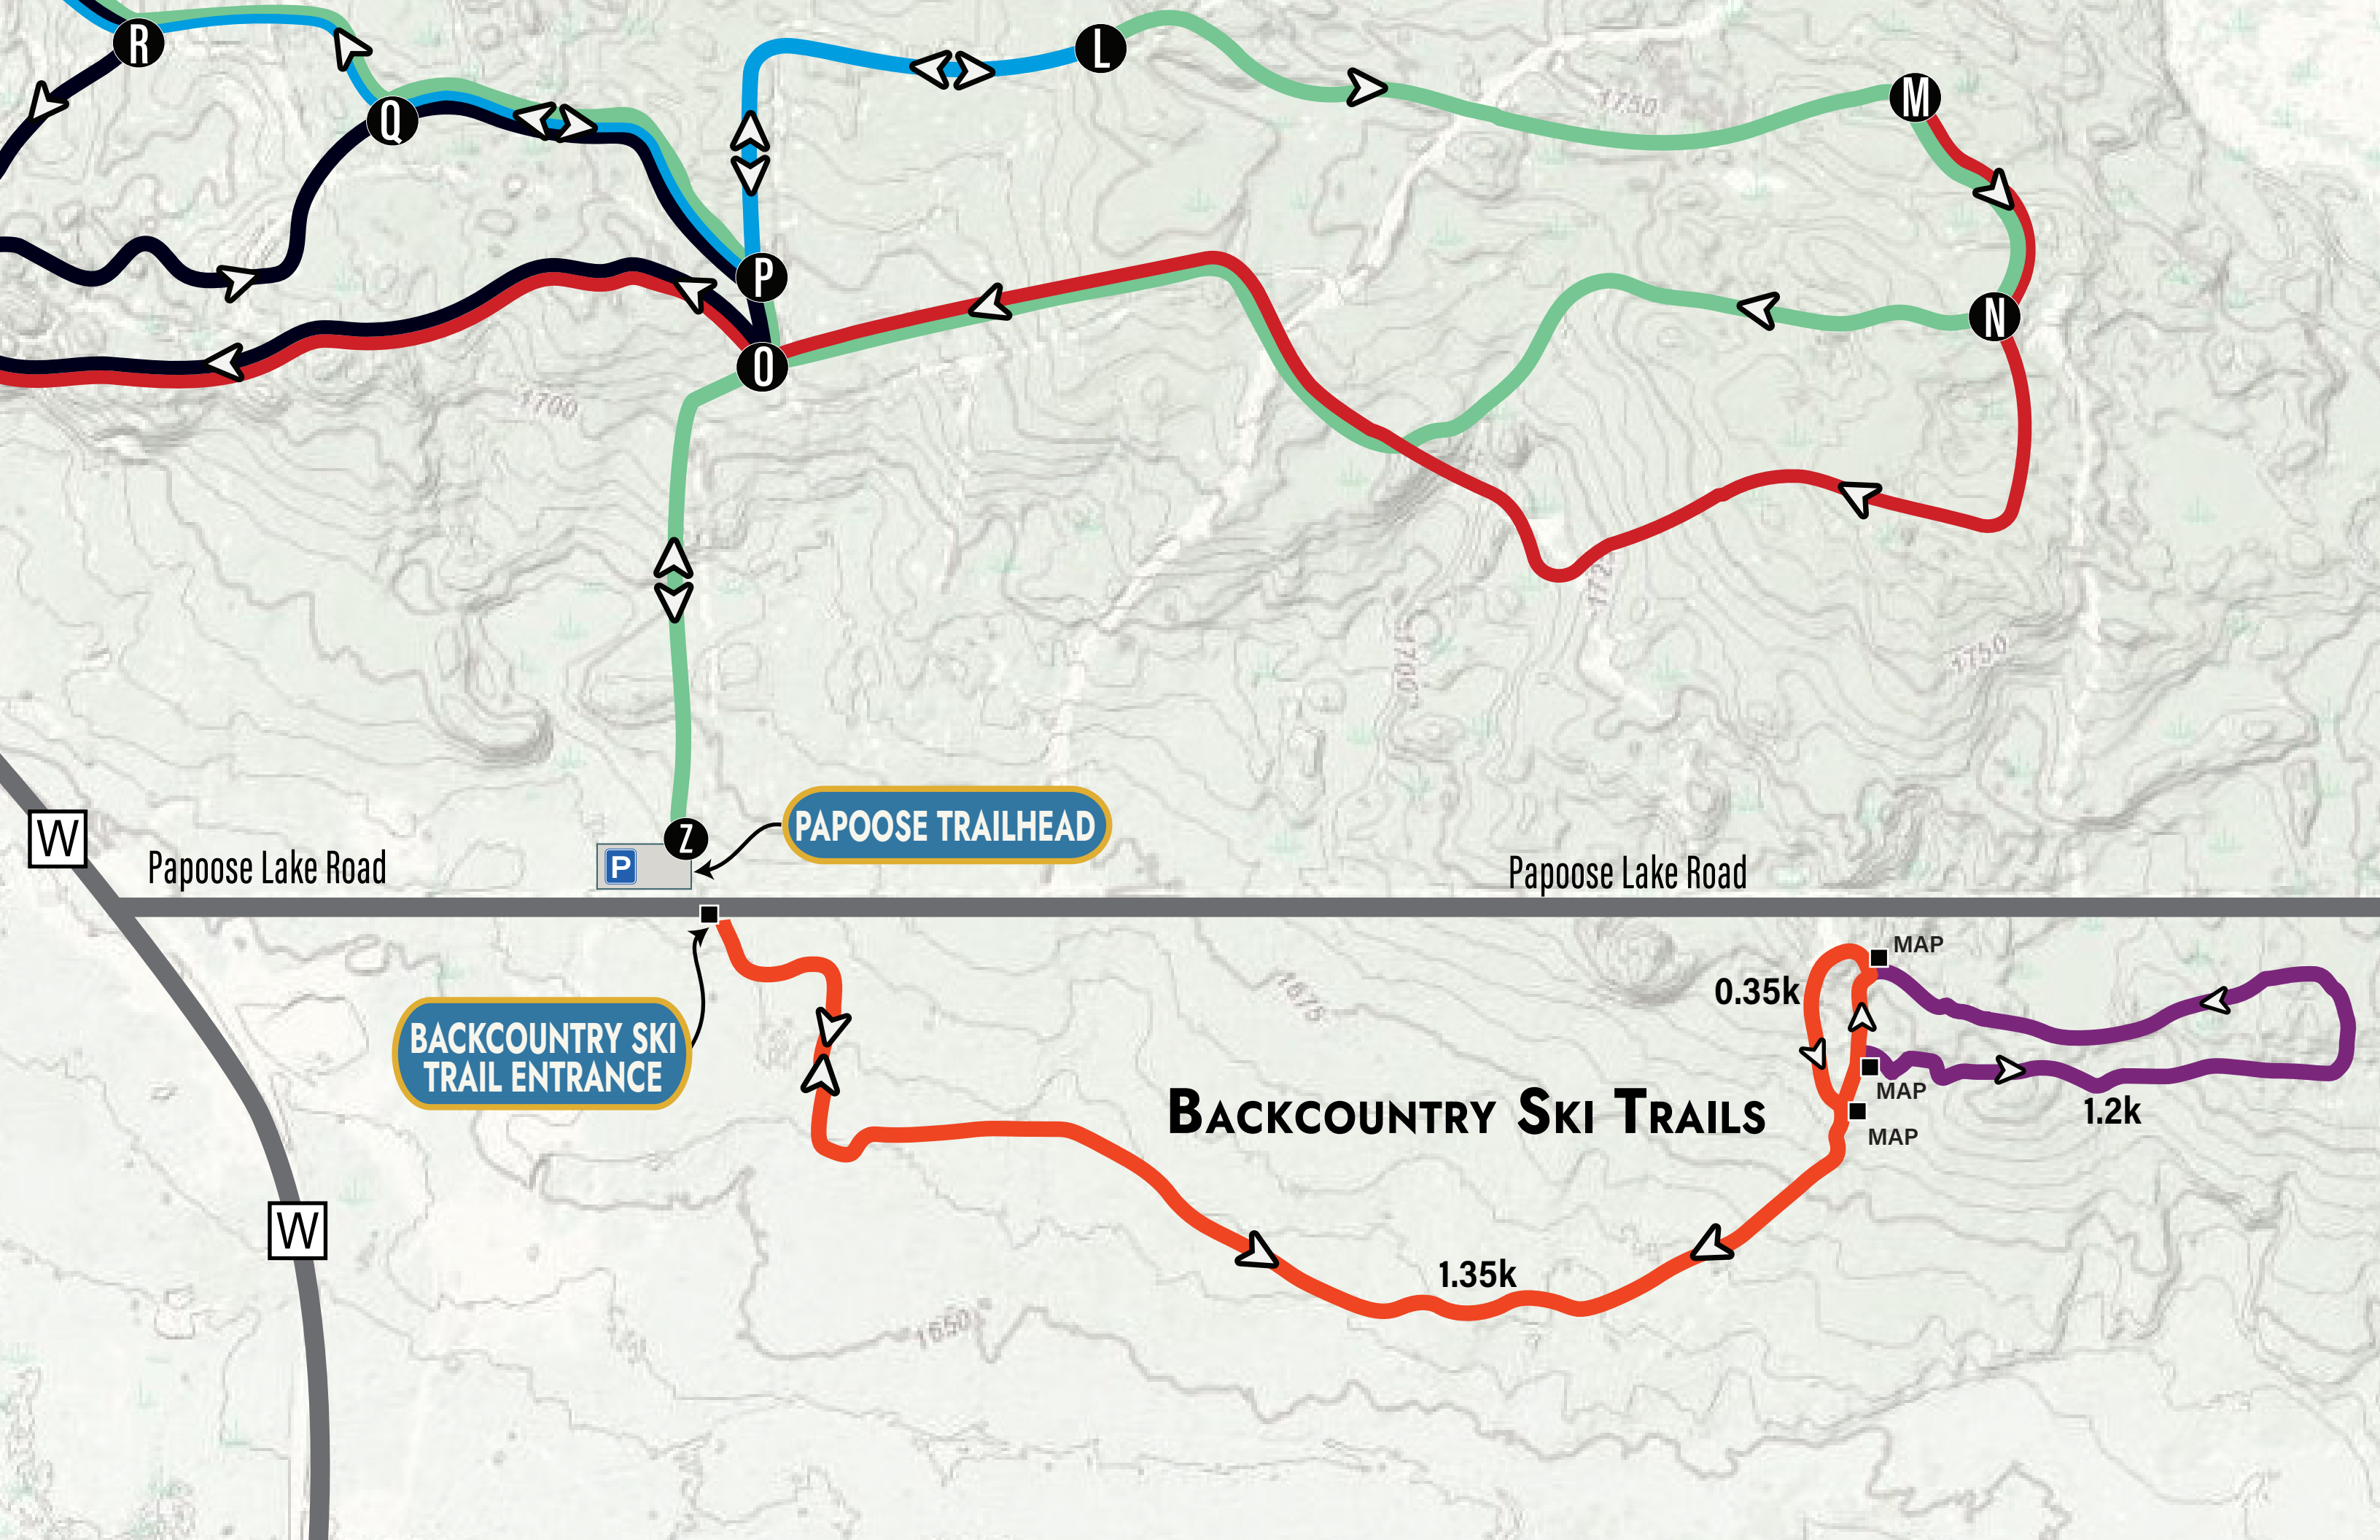 R
L
Q
1750
M
P
N
O
1700
1700
1750
W
Z
PAPOOSE TRAILHEAD
P
Papoose Lake Road
Papoose Lake Road
MAP
0.35k
1675
BACKCOUNTRY SKI
TRAIL ENTRANCE
MAP
BACKCOUNTRY SKI TRAILS
1.2k
MAP
W
1.35k
1650